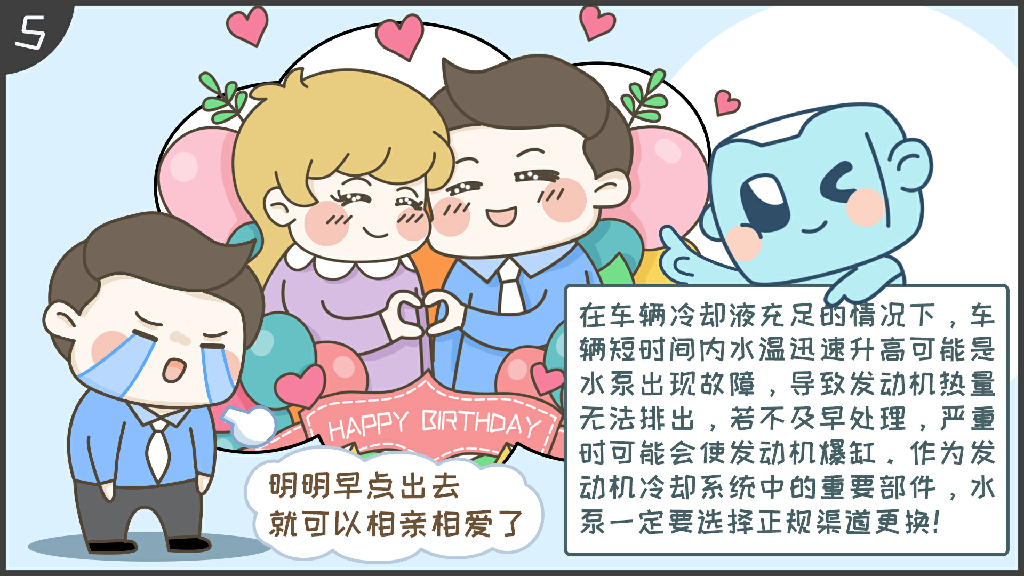 5
HAPPY BIRTHDAY
在车辆冷却液充足的情况下，车
辆短时间内水温迅速升高可能是
水泵出现故障，导致发动机热量
无法排出，若不及早处理，严重
时可能会使发动机爆缸．作为发
动机冷却系统中的重要部件，水
泵一定要选择正规渠道更换！
明明早点出去
就可以相亲相爱了